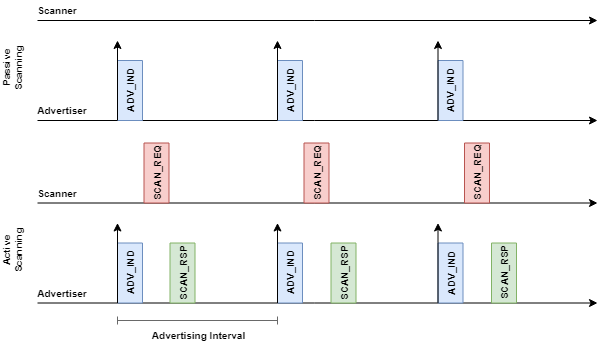 Scanner
Passive
Scanning
ADV_IND
ADV_IND
ADV_IND
Advertiser
SCAN_REQ
SCAN_REQ
SCAN_REQ
Scanner
Active
Scanning
ADV_IND
SCAN_RSP
ADV_IND
SCAN_RSP
ADV_IND
SCAN_RSP
Advertiser
Advertising Interval